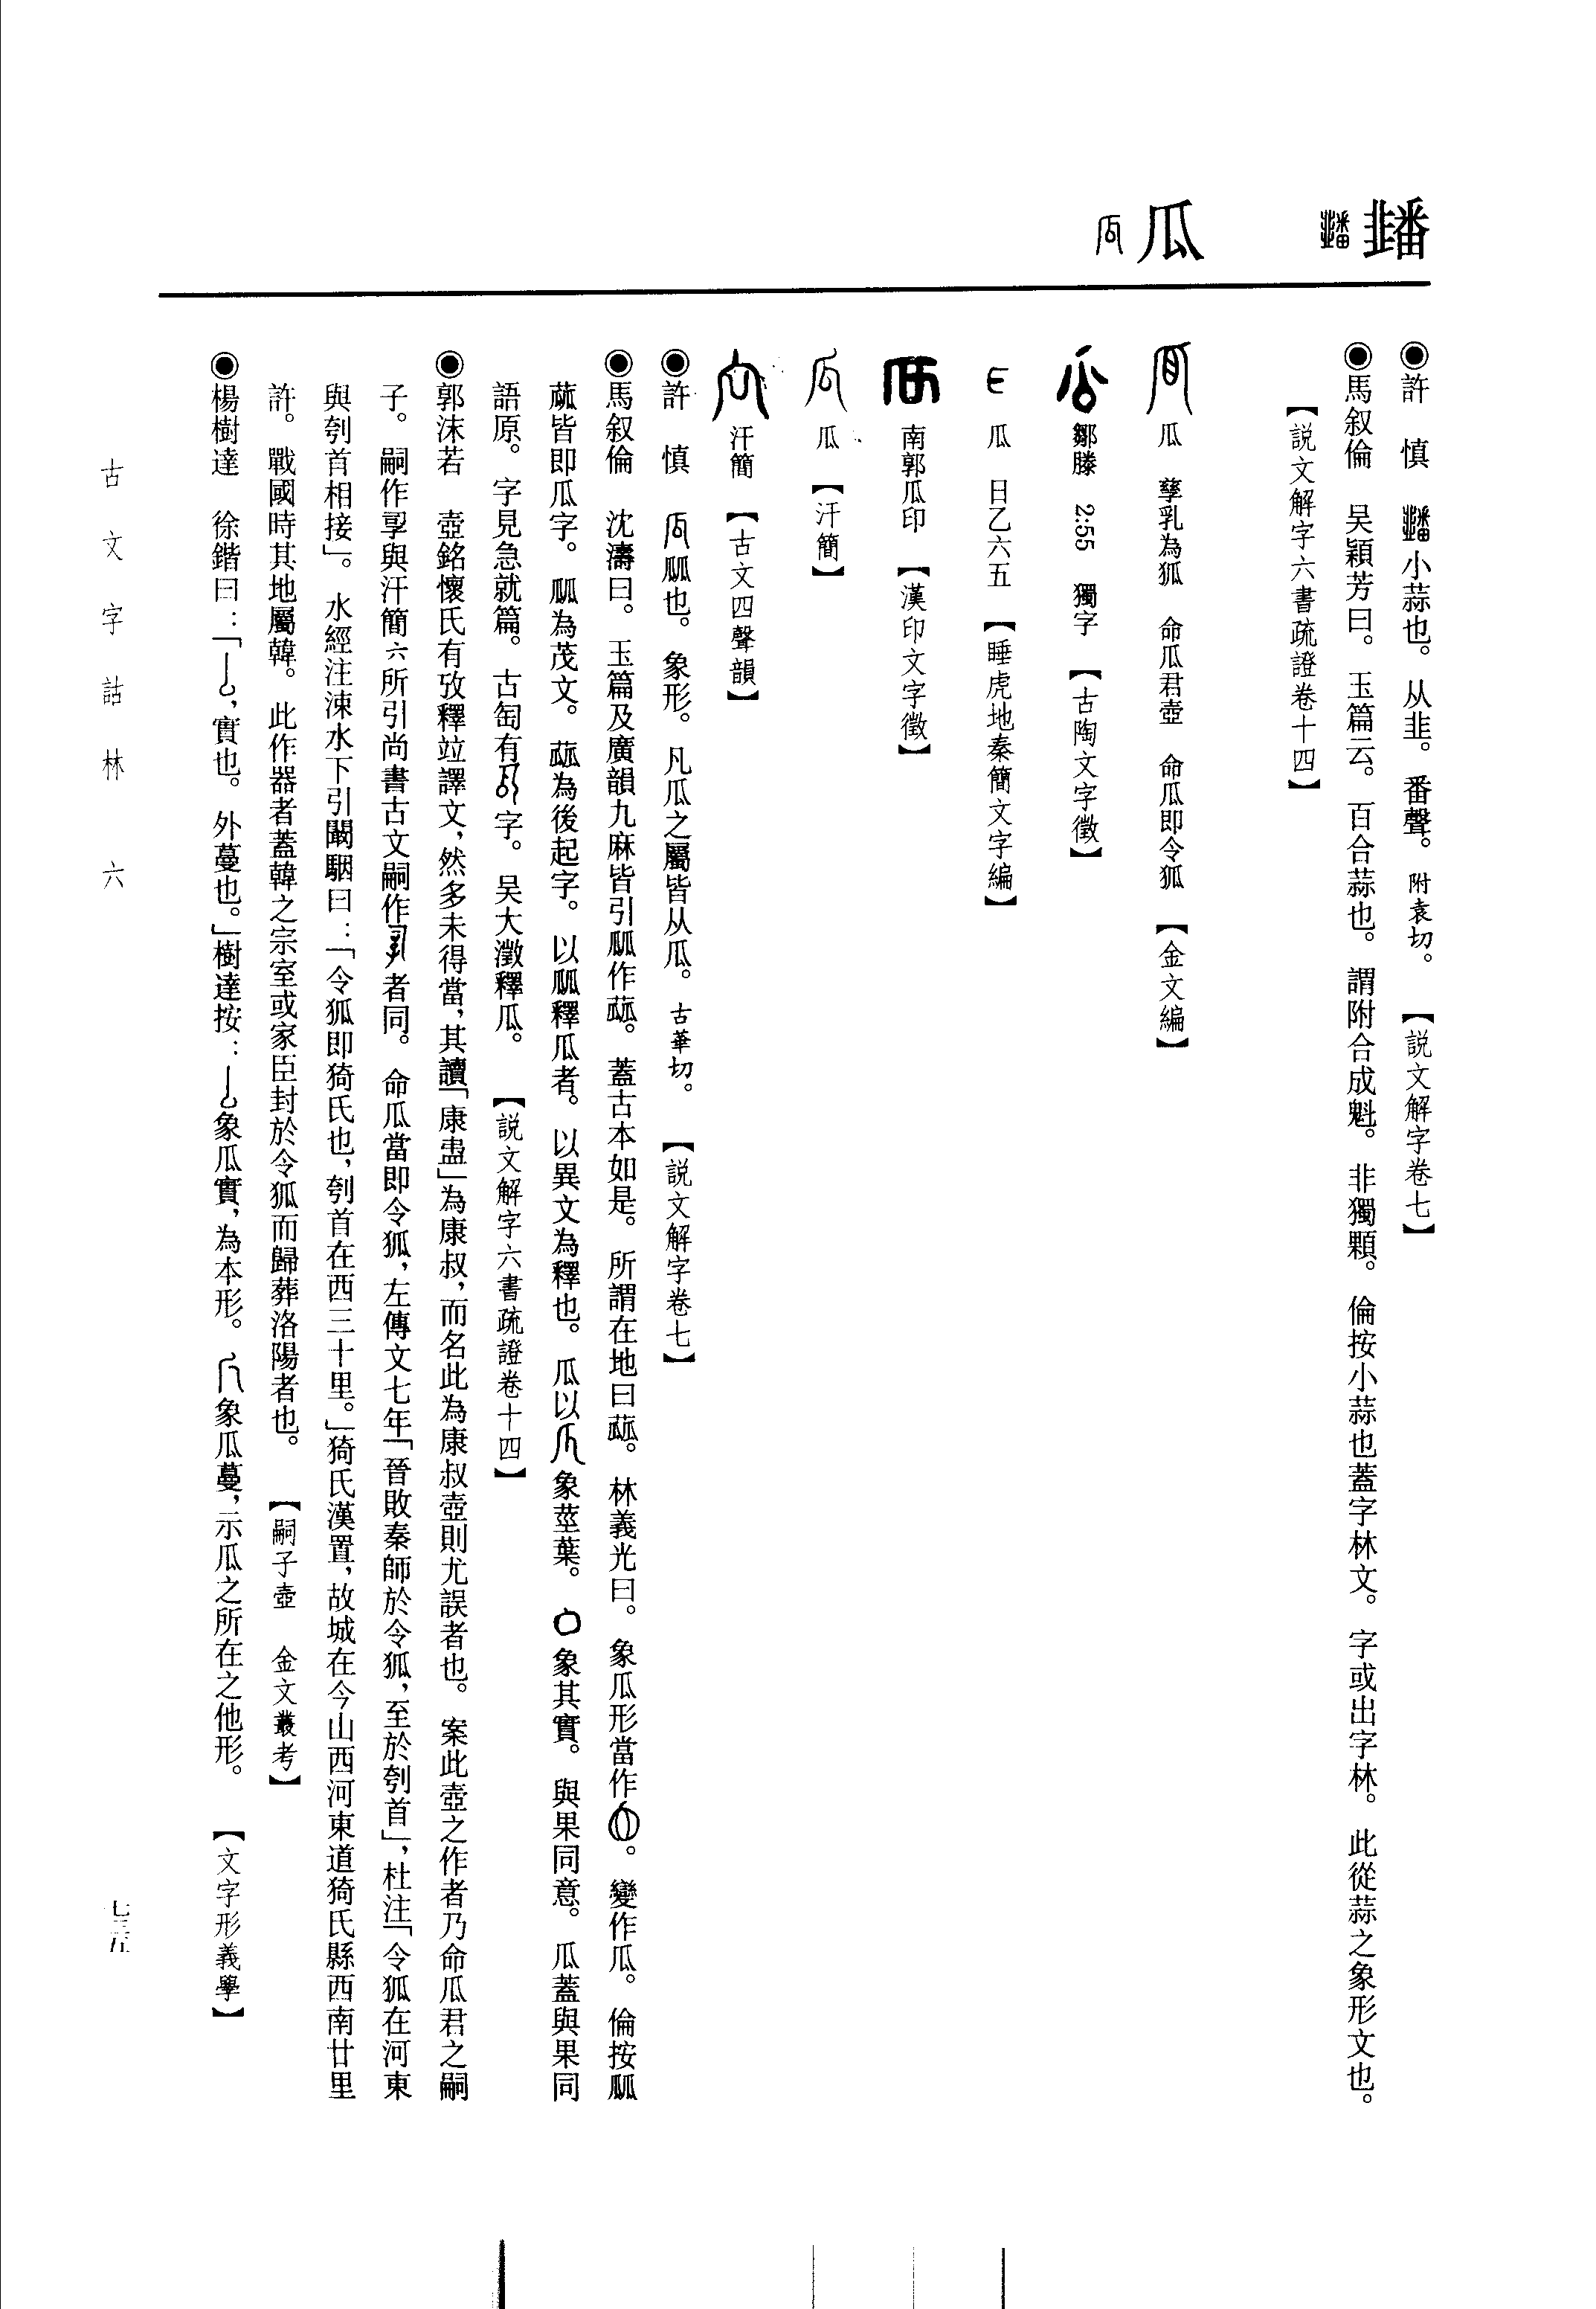 𩐏
瓜
◉許　慎　小蒜也。从韭。番聲。附袁切。【説文解字卷七】
◉馬叙倫　吴穎芳曰。玉篇云。百合蒜也。謂附合成魁。非獨顆。倫按小蒜也蓋字林文。字或出字林。此從蒜之象形文也。
【説文解字六書疏證卷十四】
瓜　孳乳為狐　命瓜君壺　命瓜即令狐　【金文編】
鄒滕　2:55　獨字　【古陶文字徵】
瓜　日乙六五　【睡虎地秦簡文字編】
南郭瓜印　【漢印文字徵】
瓜　【汗簡】
汗簡　【古文四聲韻】
◉許　慎　㼌也。象形。凡瓜之屬皆从瓜。古華切。【説文解字卷七】
◉馬叙倫　沈濤曰。玉篇及廣韻九麻皆引㼌作蓏。蓋古本如是。所謂在地曰蓏。林義光曰。象瓜形當作。變作瓜。倫按㼌
蓏皆即瓜字。㼌為茂文。蓏為後起字。以㼌釋瓜者。以異文為釋也。瓜以象莖葉。象其實。與果同意。瓜蓋與果同
語原。字見急就篇。古匋有字。吴大澂釋瓜。【説文解字六書疏證卷十四】
◉郭沫若　壺銘懷氏有攷釋竝譯文，然多未得當，其讀「康盄」為康叔，而名此為康叔壺則尤誤者也。案此壺之作者乃命瓜君之嗣
子。嗣作孠與汗簡六所引尚書古文嗣作者同。命瓜當即令狐，左傳文七年「晉敗秦師於令狐，至於刳首」，杜注「令狐在河東
與刳首相接」。水經注涑水下引闞駰曰：「令狐即猗氏也，刳首在西三十里。」猗氏漢置，故城在今山西河東道猗氏縣西南廿里
許。戰國時其地屬韓。此作器者蓋韓之宗室或家臣封於令狐而歸葬洛陽者也。【嗣子壺　金文叢考】
◉楊樹達　徐鍇曰：「，實也。外蔓也。」樹達按：象瓜實，為本形。象瓜蔓，示瓜之所在之他形。【文字形義學】
古文字詁林　六
七三五